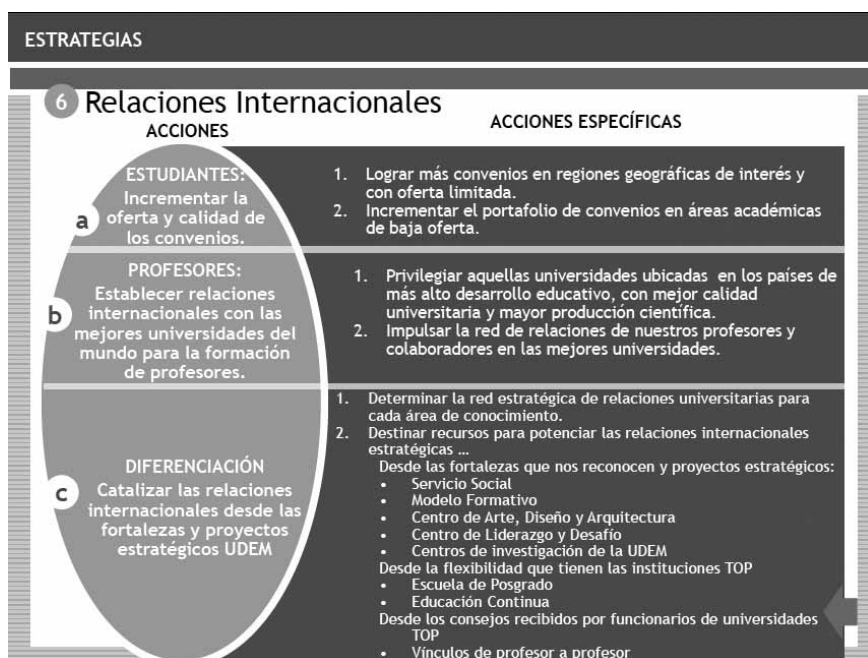 ESTRATEGIAS
6 Relaciones Internacionales
ACCIONES
ACCIONES ESPECÍFICAS
a
ESTUDIANTES:
Incrementar la
oferta y calidad de
los convenios.
1. Lograr más convenios en regiones geográficas de interés y
con oferta limitada.
2. Incrementar el portafolio de convenios en áreas académicas
de baja oferta.
b
PROFESORES:
Establecer relaciones
internacionales con las
mejores universidades del
mundo para la formación
de profesores.
1. Privilegiar aquellas universidades ubicadas en los países de
más alto desarrollo educativo, con mejor calidad
universitaria y mayor producción científica.
2. Impulsar la red de relaciones de nuestros profesores y
colaboradores en las mejores universidades.
c
DIFERENCIACIÓN
Catalizar las relaciones
internacionales desde las
fortalezas y proyectos
estratégicos UDEM
1. Determinar la red estratégica de relaciones universitarias para
cada área de conocimiento.
2. Destinar recursos para potenciar las relaciones internacionales
estratégicas …
Desde las fortalezas que nos reconocen y proyectos estratégicos:
• Servicio Social
• Modelo Formativo
• Centro de Arte, Diseño y Arquitectura
• Centro de Liderazgo y Desafío
• Centros de investigación de la UDEM
Desde la flexibilidad que tienen las instituciones TOP
• Escuela de Posgrado
• Educación Continua
Desde los consejos recibidos por funcionarios de universidades
TOP
• Vínculos de profesor a profesor